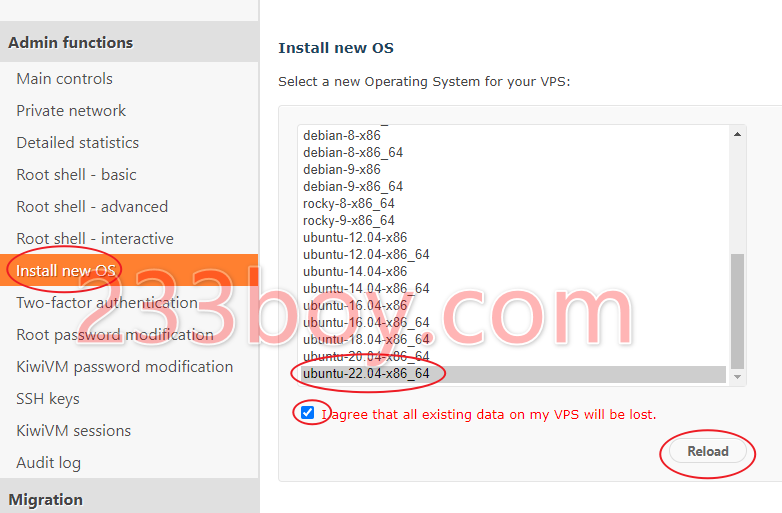 Admin functions
Main controls
Private network
Detailed statistics
Root shell - basic
Root shell - advanced
Root shell - interactive
Install new OS
Two-factor authentication
Root password modification
KiwiVM password modification
SSH keys
KiwiVM sessions
Audit log
Migration
Install new OS
Select a new Operating System for your VPS:
debian-8-x86
debian-8-x86_64
debian-9-x86
debian-9-x86_64
rocky-8-x86_64
rocky-9-x86_64
ubuntu-12.04-x86
ubuntu-12.04-x86_64
ubuntu-14.04-x86
ubuntu-14.04-x86_64
ubuntu-16.04-x86
ubuntu-16.04-x86_64
ubuntu-18.04-x86_64
ubuntu-20.04-x86_64
ubuntu-22.04-x86_64
I agree that all existing data on my VPS will be lost.
Reload
233boy.com